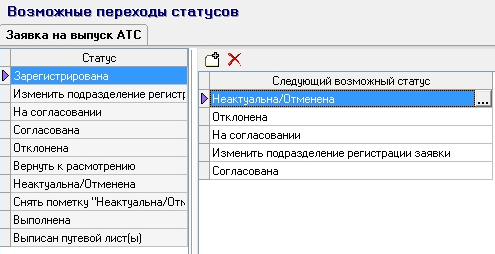 Возможные переходы статусов
Заявка на выпуск АТС
Статус
Зарегистрирована
Изменить подразделение регистр
На согласовании
Согласована
Отклонена
Вернуть к расмотрению
Неактуальна/Отменена
Снять пометку "Неактуальна/Отм
Выполнена
Выписан путевой лист(ы)
Следующий возможный статус
Неактуальна/Отменена ...
Отклонена
На согласовании
Изменить подразделение регистрации заявки
Согласована